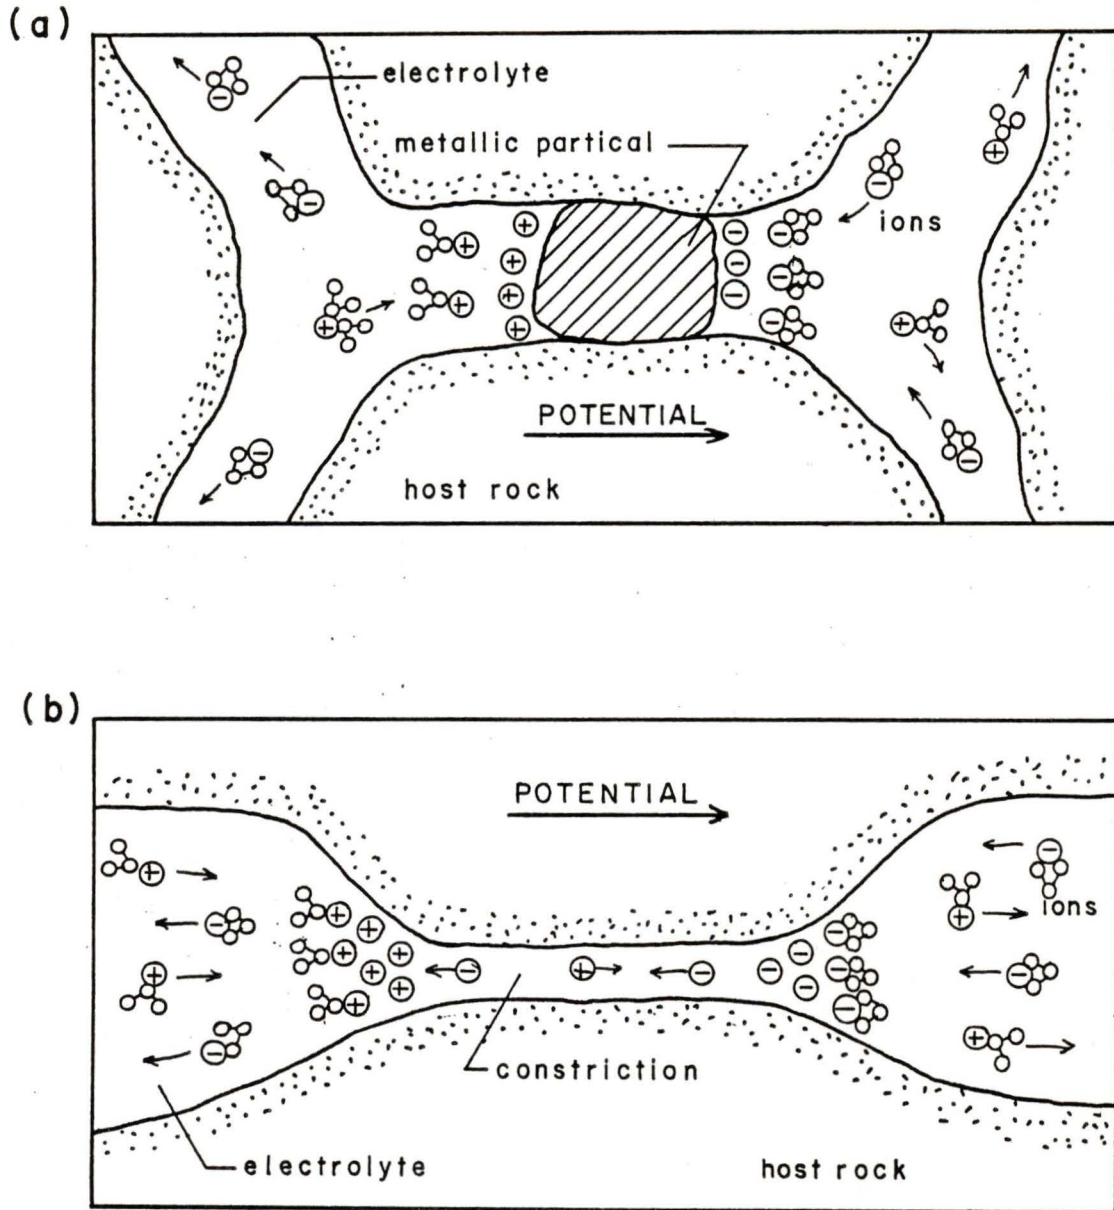 (a)
electrolyte
metallic partical
ions
POTENTIAL
host rock
(b)
POTENTIAL
ions
constriction
electrolyte
host rock